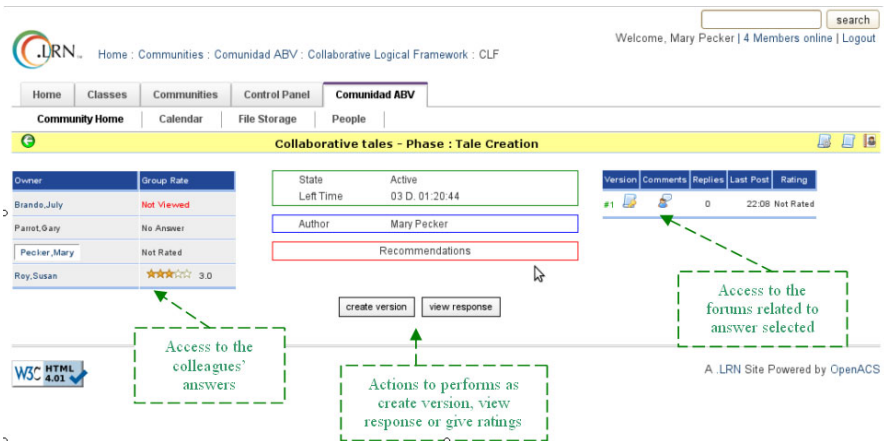 search
Welcome, Mary Pecker | 4 Members online | Logout
.LRN
Home : Communities : Comunidad ABV : Collaborative Logical Framework : CLF
Home Classes Communities Control Panel Comunidad ABV
Community Home Calendar File Storage People
Collaborative tales - Phase : Tale Creation
Owner Group Rate
Brando,July Not Viewed
Parrot,Gary No Answer
Pecker,Mary Not Rated
Roy,Susan 3.0
State Active
Left Time 03 D. 01:20:44
Author Mary Pecker
Recommendations
create version view response
Version Comments Replies Last Post Rating
#1 0 22:08 Not Rated
Access to the
colleagues'
answers
Actions to performs as
create version, view
response or give ratings
Access to the
forums related to
answer selected
W3C HTML
4.01
A .LRN Site Powered by OpenACS